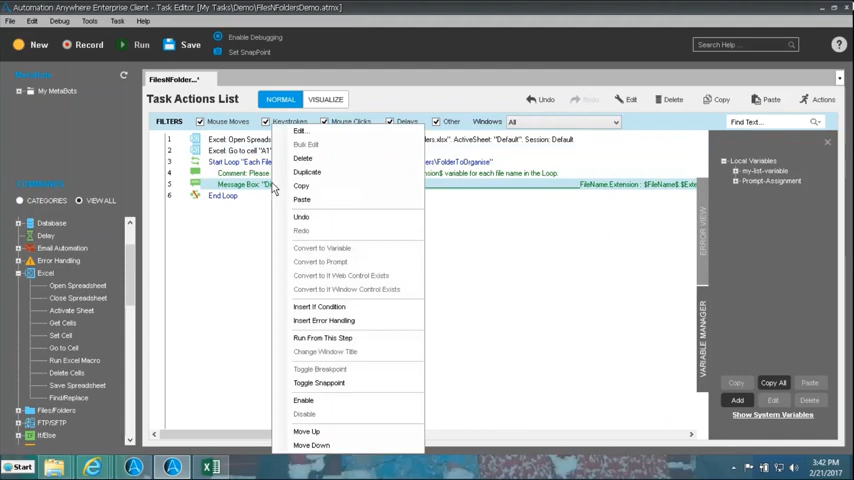 Automation Anywhere Enterprise Client - Task Editor [My Tasks\Demo\FilesNFoldersDemo.atmx]
File Edit Debug Tools Task Help
New Record Run Save Enable Debugging
Set SnapPoint
Search Help...
MetaBots
My MetaBots
FilesNFolder...*
Task Actions List NORMAL VISUALIZE Undo Redo Edit Delete Copy Paste Actions
FILTERS Mouse Moves Keystrokes Mouse Clicks Delays Other Windows All Find Text...
1 Excel: Open Spreads ders.xlsx". ActiveSheet: "Default". Session: Default
2 Excel: Go to cell "A1"
3 Start Loop "Each File rs\FolderToOrganise"
4 Comment: Please nsion$ variable for each file name in the Loop.
5 Message Box: FileName.Extension : $FileName$.$Exte
6 End Loop
Edit...
Bulk Edit
Delete
Duplicate
Copy
Paste
Undo
Redo
Convert to Variable
Convert to Prompt
Convert to If Web Control Exists
Convert to If Window Control Exists
Insert If Condition
Insert Error Handling
Run From This Step
Change Window Title
Toggle Breakpoint
Toggle Snappoint
Enable
Disable
Move Up
Move Down
COMMANDS
CATEGORIES VIEW ALL
Database
Delay
Email Automation
Error Handling
Excel
Open Spreadsheet
Close Spreadsheet
Activate Sheet
Get Cells
Set Cell
Go to Cell
Run Excel Macro
Delete Cells
Save Spreadsheet
Find/Replace
Files/Folders
FTP/SFTP
If/Else
ERROR VIEW
VARIABLE MANAGER
Local Variables
my-list-variable
Prompt-Assignment
Copy Copy All Paste
Add Edit Delete
Show System Variables
Start
3:42 PM
2/21/2017